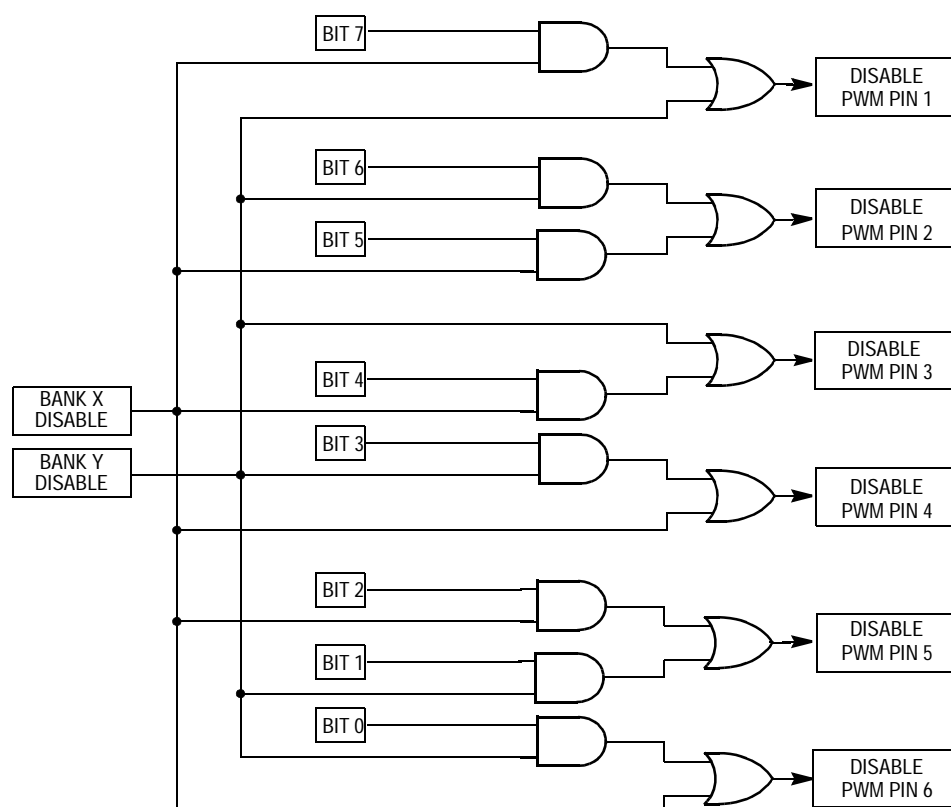 BIT 7
DISABLE
PWM PIN 1
BIT 6
DISABLE
PWM PIN 2
BIT 5
DISABLE
PWM PIN 3
BIT 4
BANK X
DISABLE
BIT 3
BANK Y
DISABLE
DISABLE
PWM PIN 4
BIT 2
DISABLE
PWM PIN 5
BIT 1
BIT 0
DISABLE
PWM PIN 6